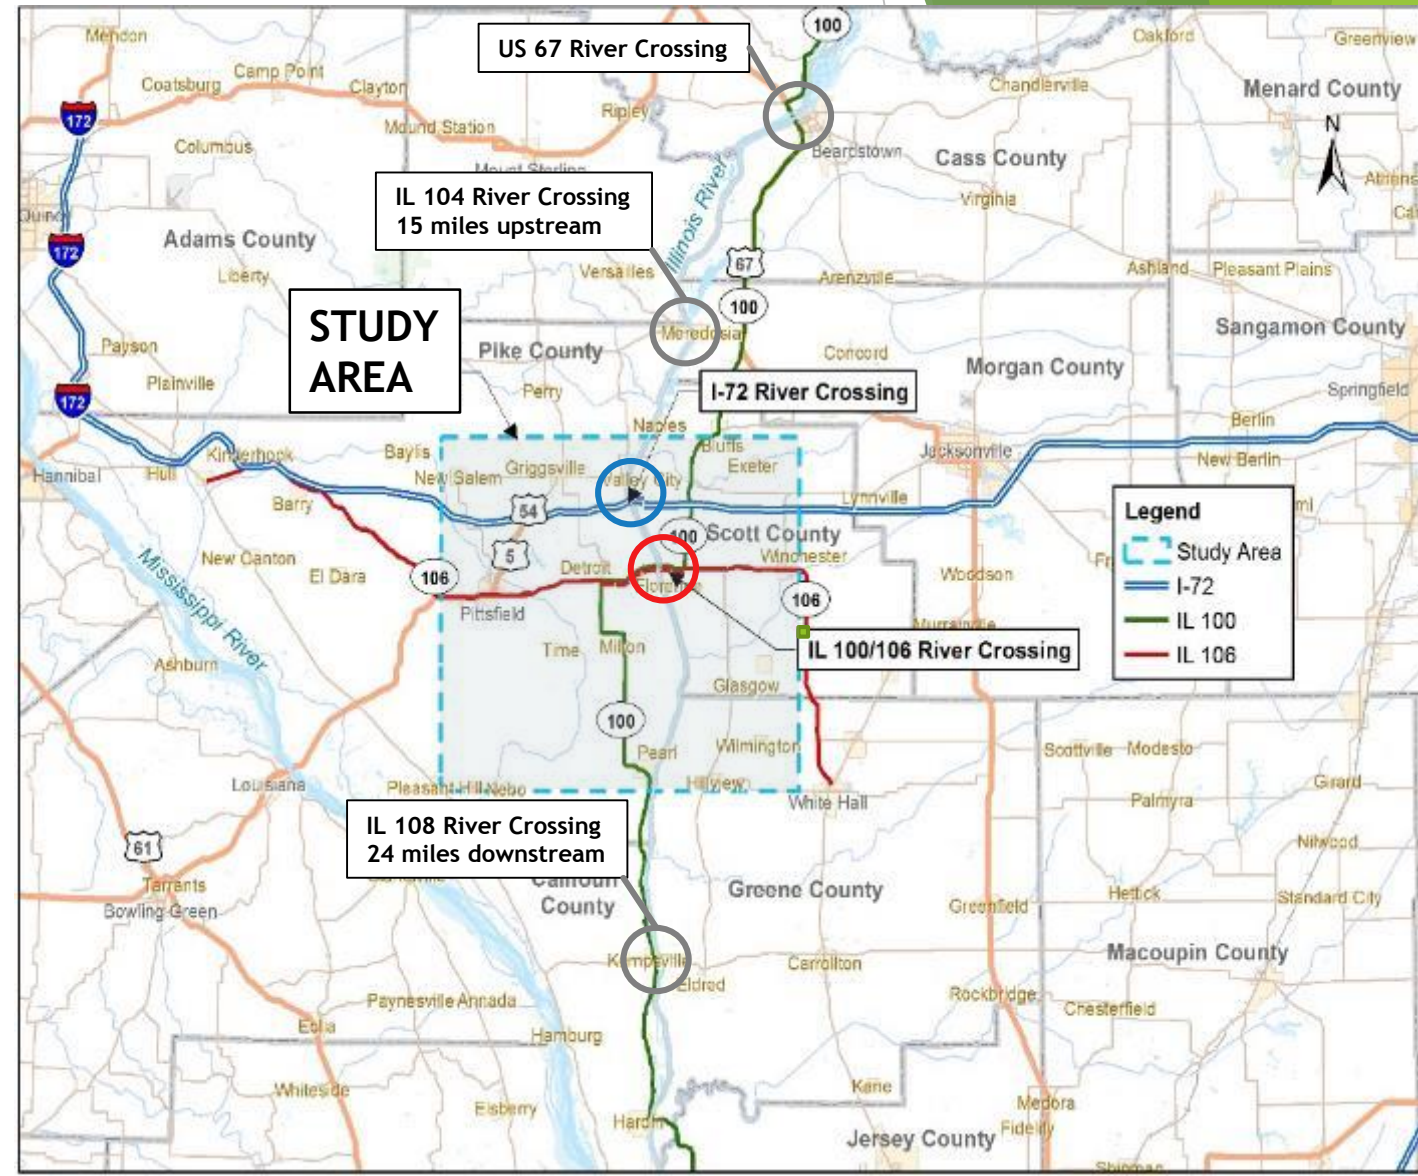 100
Mendon
Oakford
Greenview
US 67 River Crossing
Camp Point
Coatsburg
Clayton
Chandlerville
Menard County
Ripley
172
Mound Station
N
Columbus
Beardstown
Cass County
Mount Sterling
Athens
IL 104 River Crossing
15 miles upstream
Virginia
Illinois River
172
Adams County
Liberty
Versailles
67
Arenzville
Ashland
Pleasant Plains
100
STUDY
AREA
Sangamon County
Meredosia
Payson
Pike County
Concord
Morgan County
Plainville
Perry
I-72 River Crossing
Springfield
172
Naples
Berlin
Bluffs
Kinderhook
Baylis
Jacksonville
New Berlin
Hannibal
Hull
New Salem
Griggsville
Valley City
Exeter
Lynnville
Barry
54
Legend
100
Scott County
Study Area
New Canton
5
Detroit
Winchester
I-72
El Dara
106
Florence
Woodson
106
IL 100
Pittsfield
Murrayville
Mississippi River
Time
Milton
IL 100/106 River Crossing
IL 106
Ashburn
Glasgow
100
Pearl
Wilmington
Scottville
Modesto
Louisiana
Pleasant Hill
Nebo
Hillview
Girard
White Hall
Palmyra
IL 108 River Crossing
24 miles downstream
61
Nilwood
Tarrants
Calhoun
County
Greene County
Hettick
Standard City
Bowling Green
Greenfield
Macoupin County
Kampsville
Carrollton
Eldred
Paynesville
Annada
Rockbridge
Chesterfield
Eolia
Hamburg
Whiteside
Elsberry
Kane
Medora
Hardin
Jersey County
Fidelity
Shipman